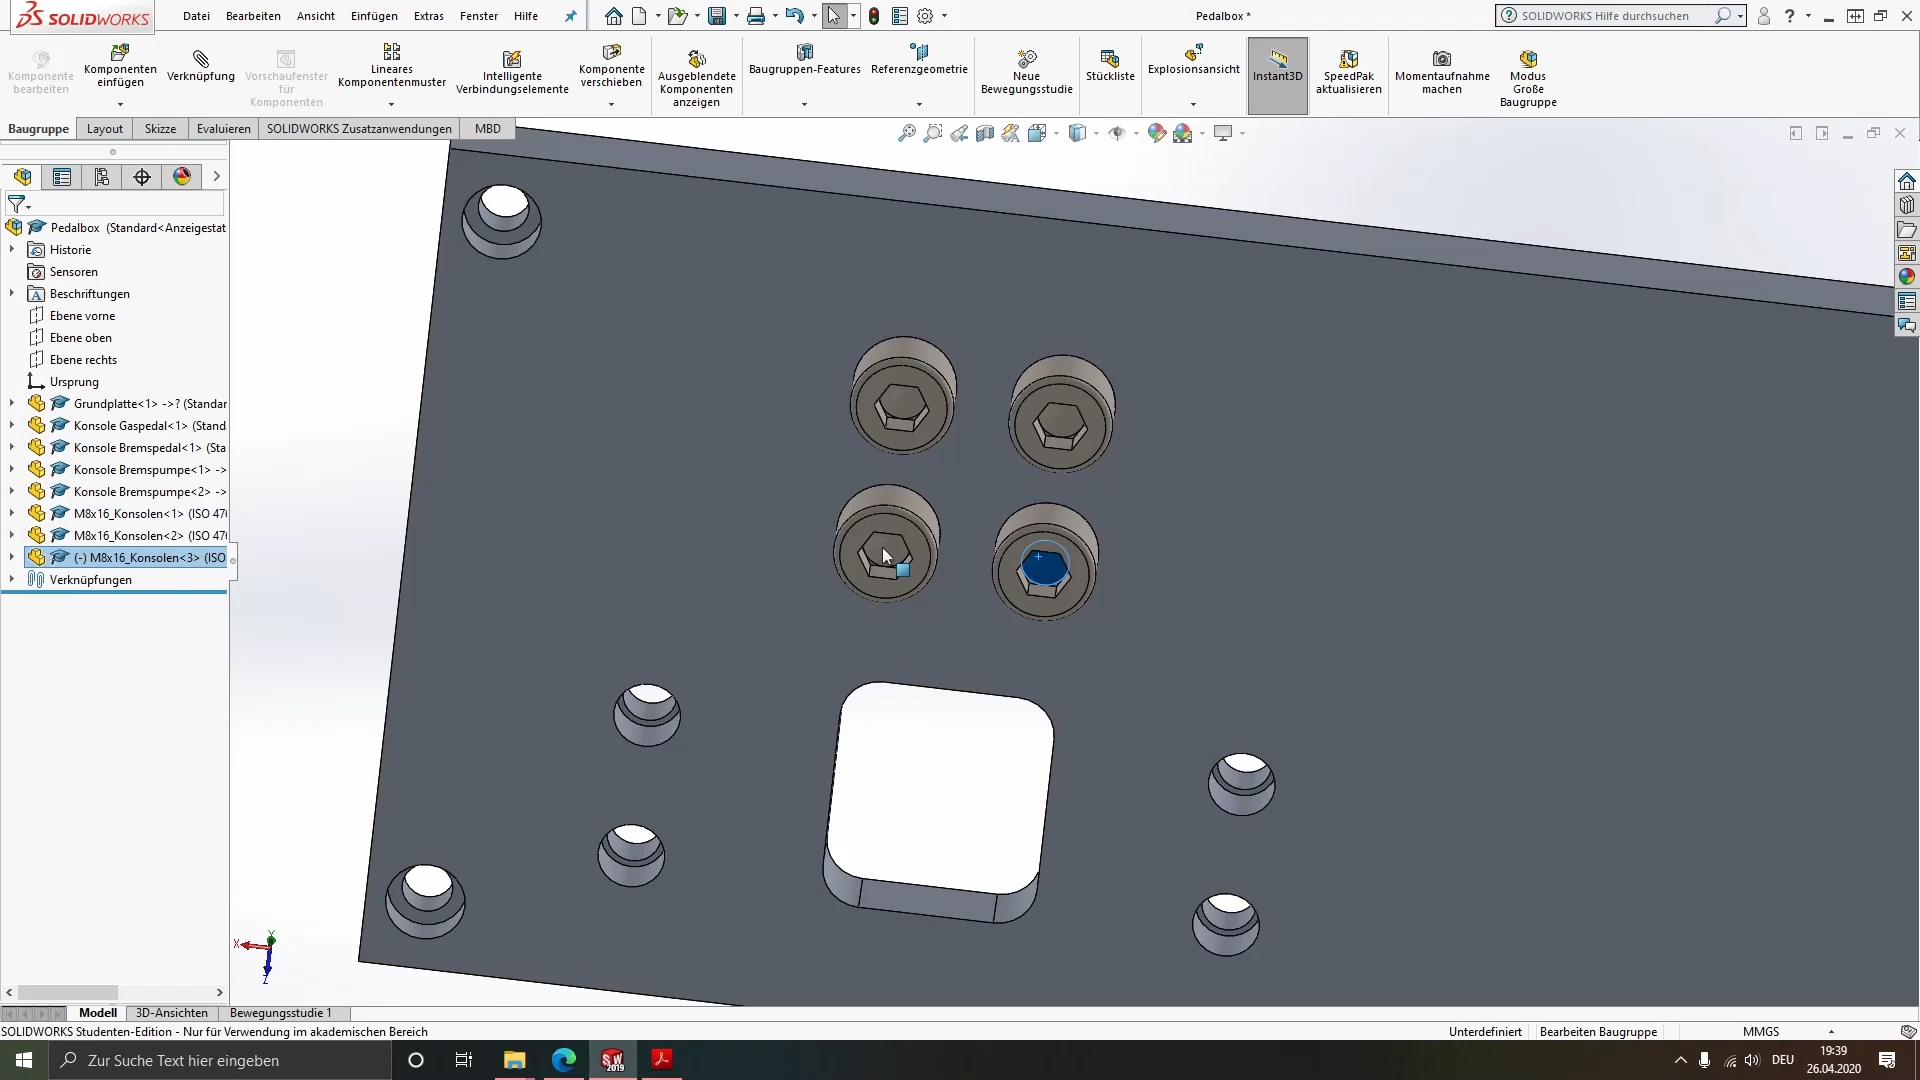 SOLIDWORKS
Datei
Bearbeiten
Ansicht
Einfügen
Extras
Fenster
Hilfe
Pedalbox *
SOLIDWORKS Hilfe durchsuchen
Komponente
bearbeiten
Komponenten
einfügen
Verknüpfung
Vorschaufenster
für
Komponenten
Lineares
Komponentenmuster
Intelligente
Verbindungselemente
Komponente
verschieben
Ausgeblendete
Komponenten
anzeigen
Baugruppen-Features
Referenzgeometrie
Neue
Bewegungsstudie
Stückliste
Explosionsansicht
Instant3D
SpeedPak
aktualisieren
Momentaufnahme
machen
Modus
Große
Baugruppe
Baugruppe
Layout
Skizze
Evaluieren
SOLIDWORKS Zusatzanwendungen
MBD
Pedalbox (Standard<Anzeigestat
Historie
Sensoren
Beschriftungen
Ebene vorne
Ebene oben
Ebene rechts
Ursprung
Grundplatte<1> ->? (Standar
Konsole Gaspedal<1> (Stand
Konsole Bremspedal<1> (Sta
Konsole Bremspumpe<1> ->
Konsole Bremspumpe<2> ->
M8x16_Konsolen<1> (ISO 47
M8x16_Konsolen<2> (ISO 47
(-) M8x16_Konsolen<3> (ISO
Verknüpfungen
X
Y
Z
Modell
3D-Ansichten
Bewegungsstudie 1
SOLIDWORKS Studenten-Edition - Nur für Verwendung im akademischen Bereich
Unterdefiniert
Bearbeiten Baugruppe
MMGS
Zur Suche Text hier eingeben
SW
2019
DEU
19:39
26.04.2020